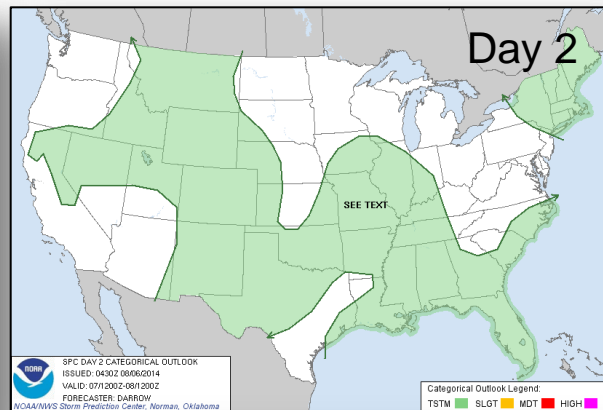 Day 2
SEE TEXT
NOAA
SPC DAY 2 CATEGORICAL OUTLOOK
ISSUED: 0430Z 08/06/2014
VALID: 07/1200Z-08/1200Z
FORECASTER: DARROW
NOAA/NWS Storm Prediction Center, Norman, Oklahoma
Categorical Outlook Legend:
TSTM SLGT MDT HIGH